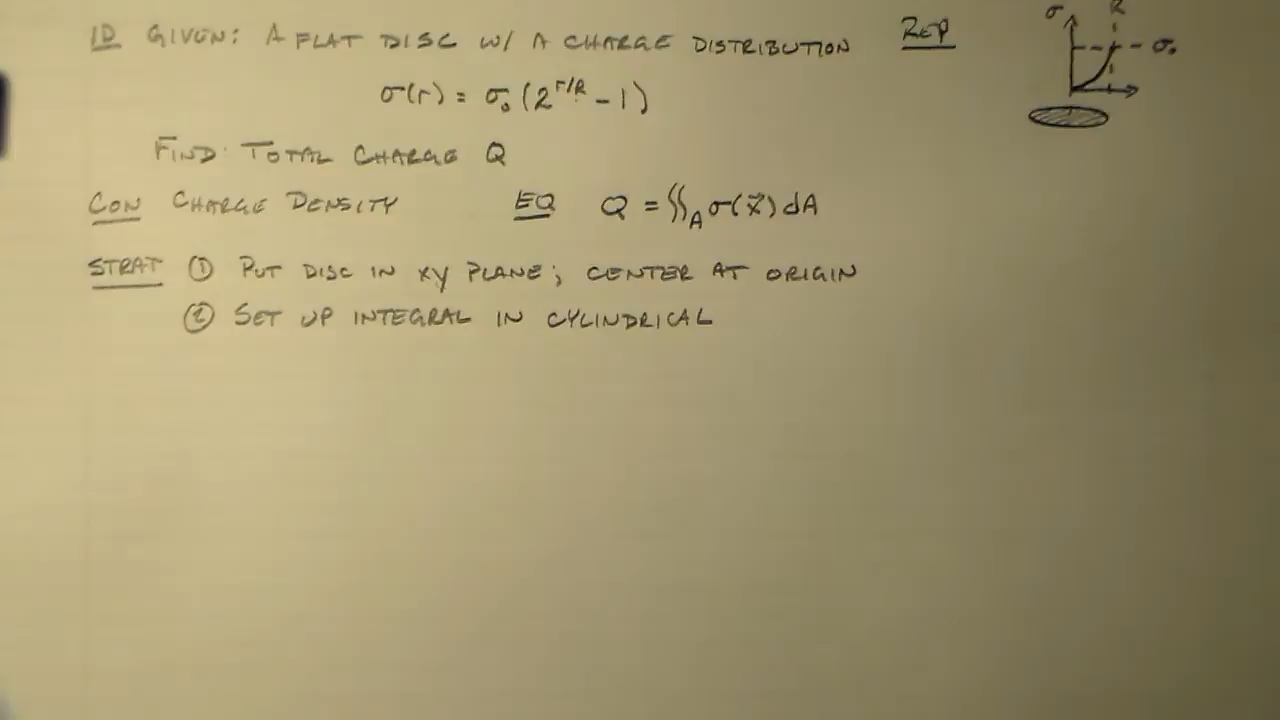 ID GIVEN: A FLAT DISC W/ A CHARGE DISTRIBUTION REP
σ(r) = σ₀ (2^{r/R} - 1)
FIND: TOTAL CHARGE Q
CON CHARGE DENSITY EQ Q = ∬_A σ(x⃗) dA
STRAT ① PUT DISC IN XY PLANE; CENTER AT ORIGIN
② SET UP INTEGRAL IN CYLINDRICAL
σ R
σ₀